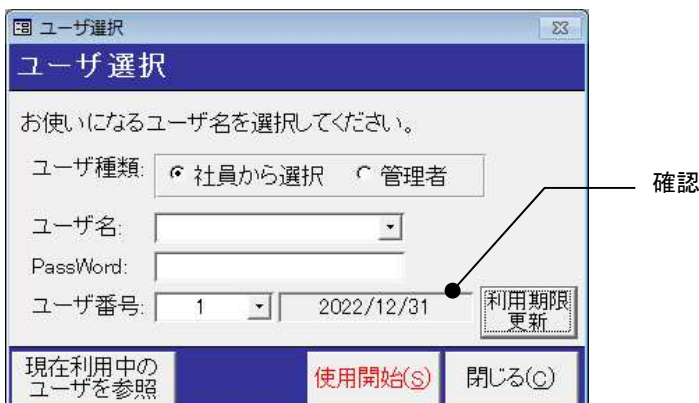 ユーザ選択
ユーザ選択
お使いになるユーザ名を選択してください。
ユーザ種類: 社員から選択 管理者
確認
ユーザ名:
PassWord:
ユーザ番号: 1 2022/12/31 利用期限
更新
現在利用中の
ユーザを参照
使用開始(S) 閉じる(C)